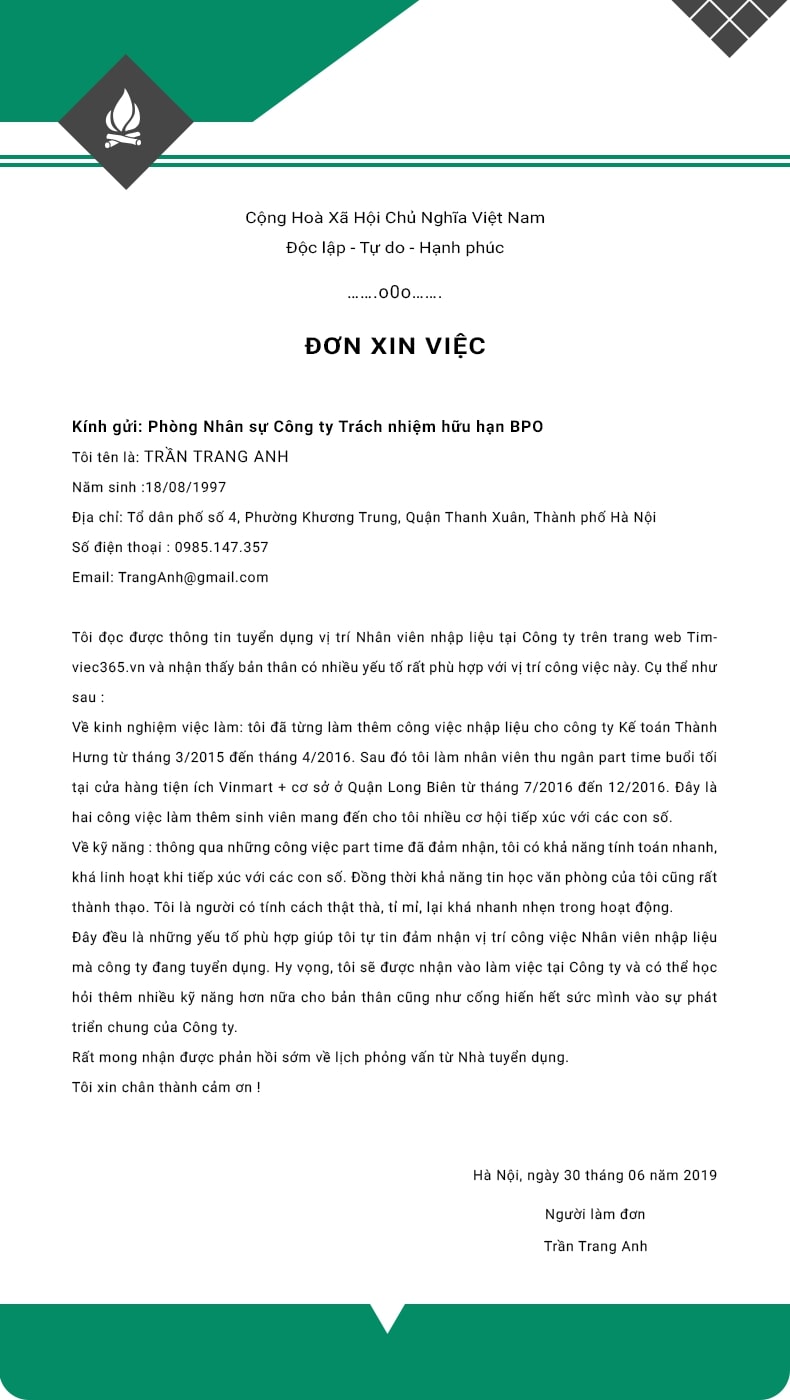 Cộng Hoà Xã Hội Chủ Nghĩa Việt Nam
Độc lập - Tự do - Hạnh phúc
…….o0o…….
ĐƠN XIN VIỆC
Kính gửi: Phòng Nhân sự Công ty Trách nhiệm hữu hạn BPO
Tôi tên là: TRẦN TRANG ANH
Năm sinh :18/08/1997
Địa chỉ: Tổ dân phố số 4, Phường Khương Trung, Quận Thanh Xuân, Thành phố Hà Nội
Số điện thoại : 0985.147.357
Email: TrangAnh@gmail.com
Tôi đọc được thông tin tuyển dụng vị trí Nhân viên nhập liệu tại Công ty trên trang web Tim-
viec365.vn và nhận thấy bản thân có nhiều yếu tố rất phù hợp với vị trí công việc này. Cụ thể như
sau :
Về kinh nghiệm việc làm: tôi đã từng làm thêm công việc nhập liệu cho công ty Kế toán Thành
Hưng từ tháng 3/2015 đến tháng 4/2016. Sau đó tôi làm nhân viên thu ngân part time buổi tối
tại cửa hàng tiện ích Vinmart + cơ sở ở Quận Long Biên từ tháng 7/2016 đến 12/2016. Đây là
hai công việc làm thêm sinh viên mang đến cho tôi nhiều cơ hội tiếp xúc với các con số.
Về kỹ năng : thông qua những công việc part time đã đảm nhận, tôi có khả năng tính toán nhanh,
khá linh hoạt khi tiếp xúc với các con số. Đồng thời khả năng tin học văn phòng của tôi cũng rất
thành thạo. Tôi là người có tính cách thật thà, tỉ mỉ, lại khá nhanh nhẹn trong hoạt động.
Đây đều là những yếu tố phù hợp giúp tôi tự tin đảm nhận vị trí công việc Nhân viên nhập liệu
mà công ty đang tuyển dụng. Hy vọng, tôi sẽ được nhận vào làm việc tại Công ty và có thể học
hỏi thêm nhiều kỹ năng hơn nữa cho bản thân cũng như cống hiến hết sức mình vào sự phát
triển chung của Công ty.
Rất mong nhận được phản hồi sớm về lịch phỏng vấn từ Nhà tuyển dụng.
Tôi xin chân thành cảm ơn !
Hà Nội, ngày 30 tháng 06 năm 2019
Người làm đơn
Trần Trang Anh